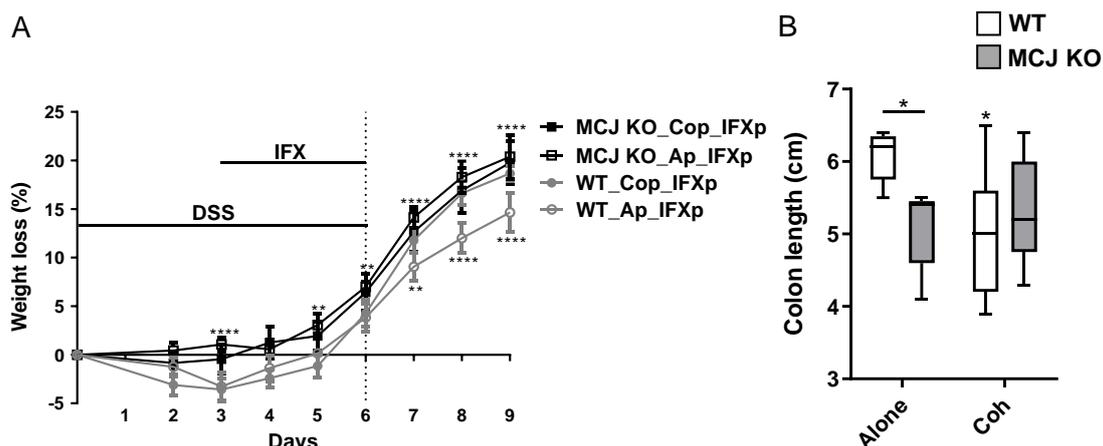 A
B
WT
MCJ KO
25
20
15
10
5
0
-5
Weight loss (%)
IFX
DSS
****
**
**
****
****
****
**
****
****
1 2 3 4 5 6 7 8 9
Days
MCJ KO_Cop_IFXp
MCJ KO_Ap_IFXp
WT_Cop_IFXp
WT_Ap_IFXp
7
6
5
4
3
Colon length (cm)
*
*
Alone
Coh